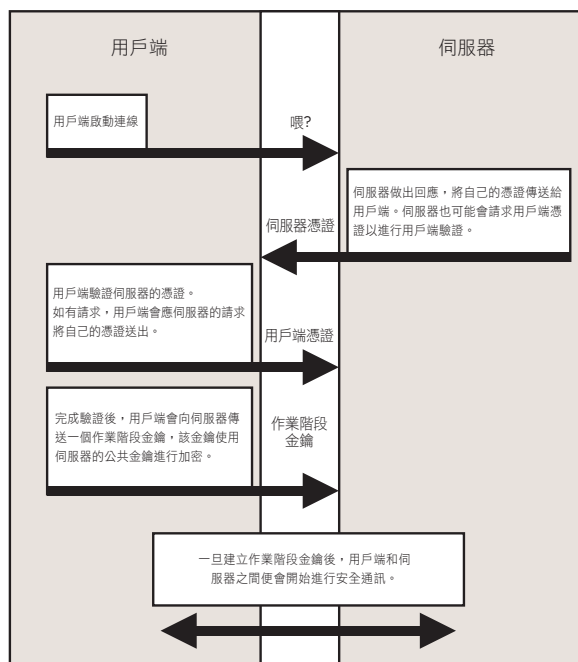 用戶端
伺服器
用戶端啟動連線
喂?
伺服器做出回應,將自己的憑證傳送給
用戶端。伺服器也可能會請求用戶端憑
證以進行用戶端驗證。
伺服器憑證
用戶端驗證伺服器的憑證。
如有請求,用戶端會應伺服器的請求
將自己的憑證送出。
用戶端憑證
完成驗證後,用戶端會向伺服器傳
送一個作業階段金鑰,該金鑰使用
伺服器的公共金鑰進行加密。
作業階段
金鑰
一旦建立作業階段金鑰後,用戶端和伺
服器之間便會開始進行安全通訊。